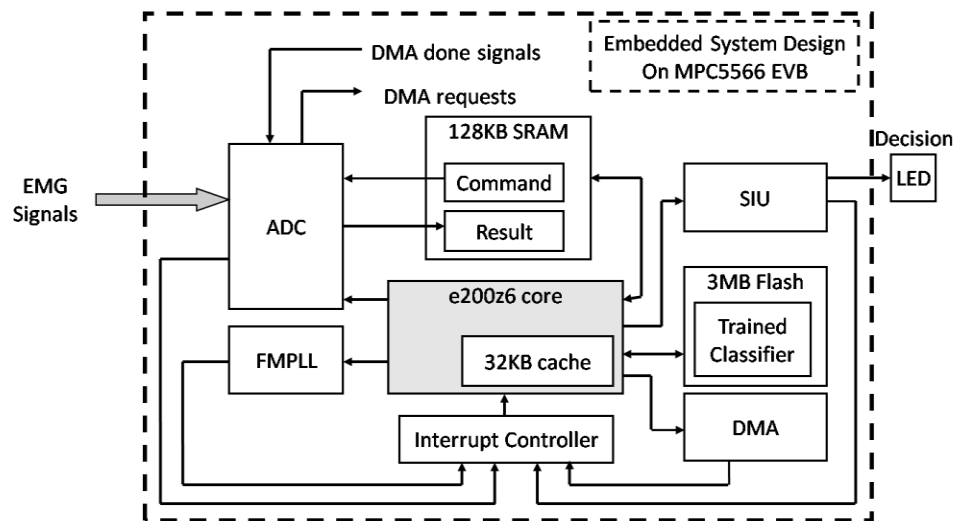 DMA done signals
Embedded System Design
On MPC5566 EVB
DMA requests
128KB SRAM
Decision
EMG
Signals
ADC
Command
Result
SIU
LED
e200z6 core
3MB Flash
Trained
Classifier
FMPLL
32KB cache
Interrupt Controller
DMA